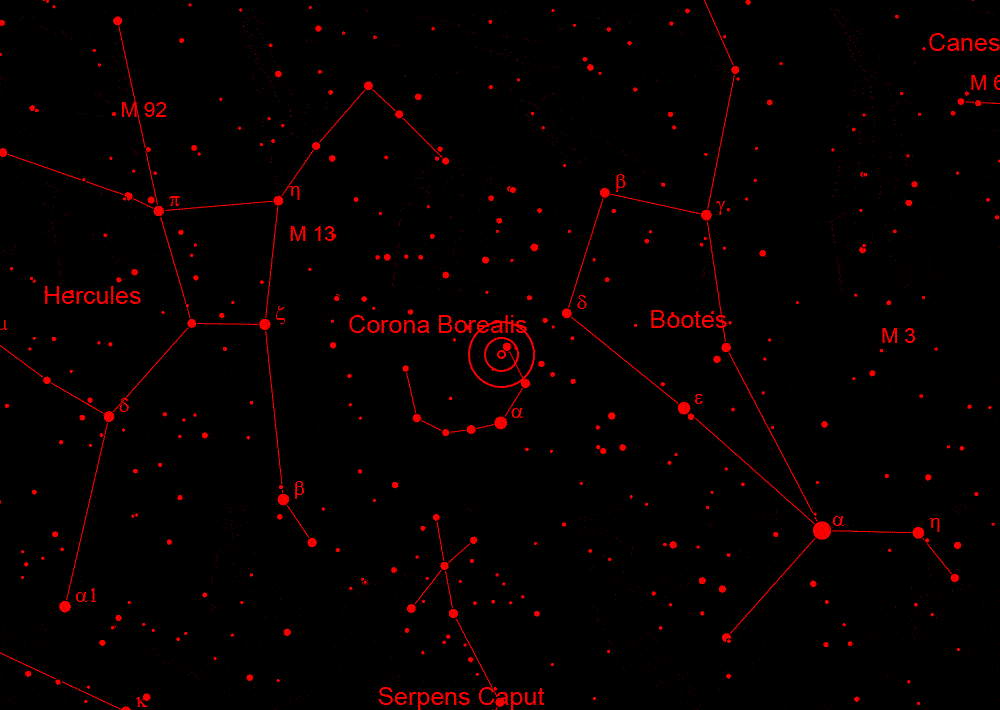 Canes
M 6
M 92
π
η
β
γ
M 13
Hercules
δ
ζ
μ
Corona Borealis
Bootes
M 3
δ
ε
α
β
α
η
α1
Serpens Caput
κ